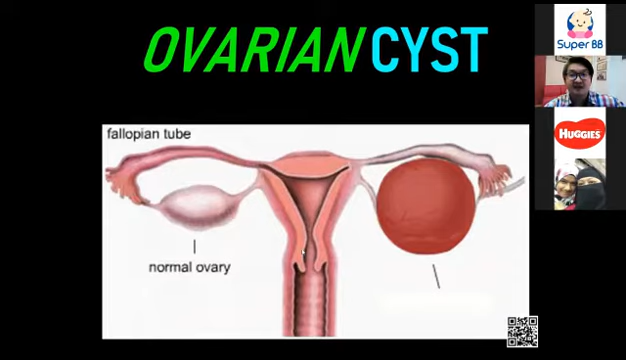 OVARIAN CYST
Super BB
fallopian tube
HUGGIES
normal ovary